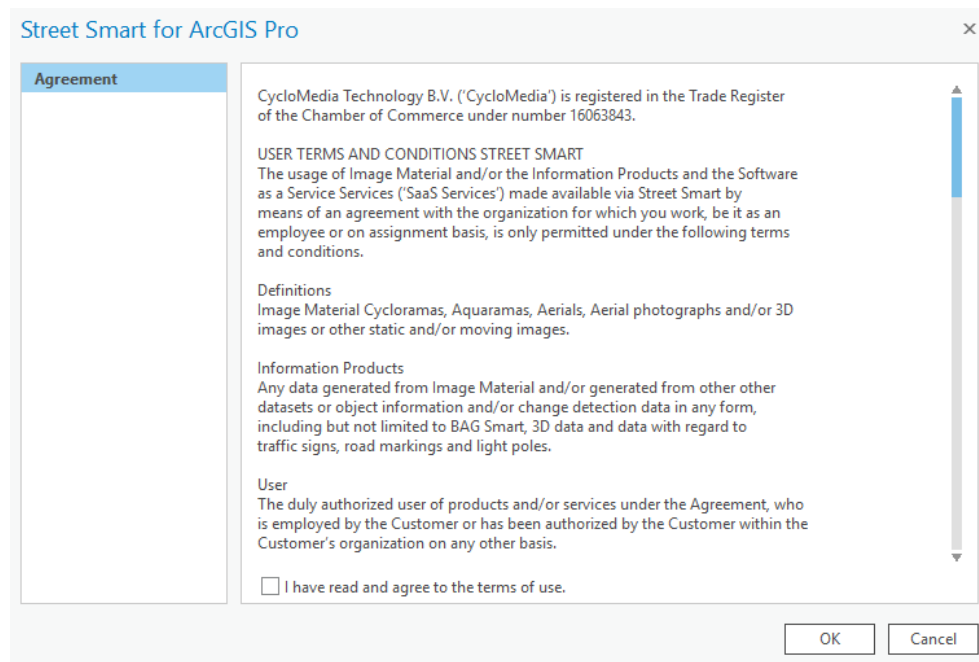 Street Smart for ArcGIS Pro
Agreement
CycloMedia Technology B.V. ('CycloMedia') is registered in the Trade Register
of the Chamber of Commerce under number 16063843.
USER TERMS AND CONDITIONS STREET SMART
The usage of Image Material and/or the Information Products and the Software
as a Service Services ('SaaS Services') made available via Street Smart by
means of an agreement with the organization for which you work, be it as an
employee or on assignment basis, is only permitted under the following terms
and conditions.
Definitions
Image Material Cycloramas, Aquaramas, Aerials, Aerial photographs and/or 3D
images or other static and/or moving images.
Information Products
Any data generated from Image Material and/or generated from other other
datasets or object information and/or change detection data in any form,
including but not limited to BAG Smart, 3D data and data with regard to
traffic signs, road markings and light poles.
User
The duly authorized user of products and/or services under the Agreement, who
is employed by the Customer or has been authorized by the Customer within the
Customer's organization on any other basis.
I have read and agree to the terms of use.
OK
Cancel